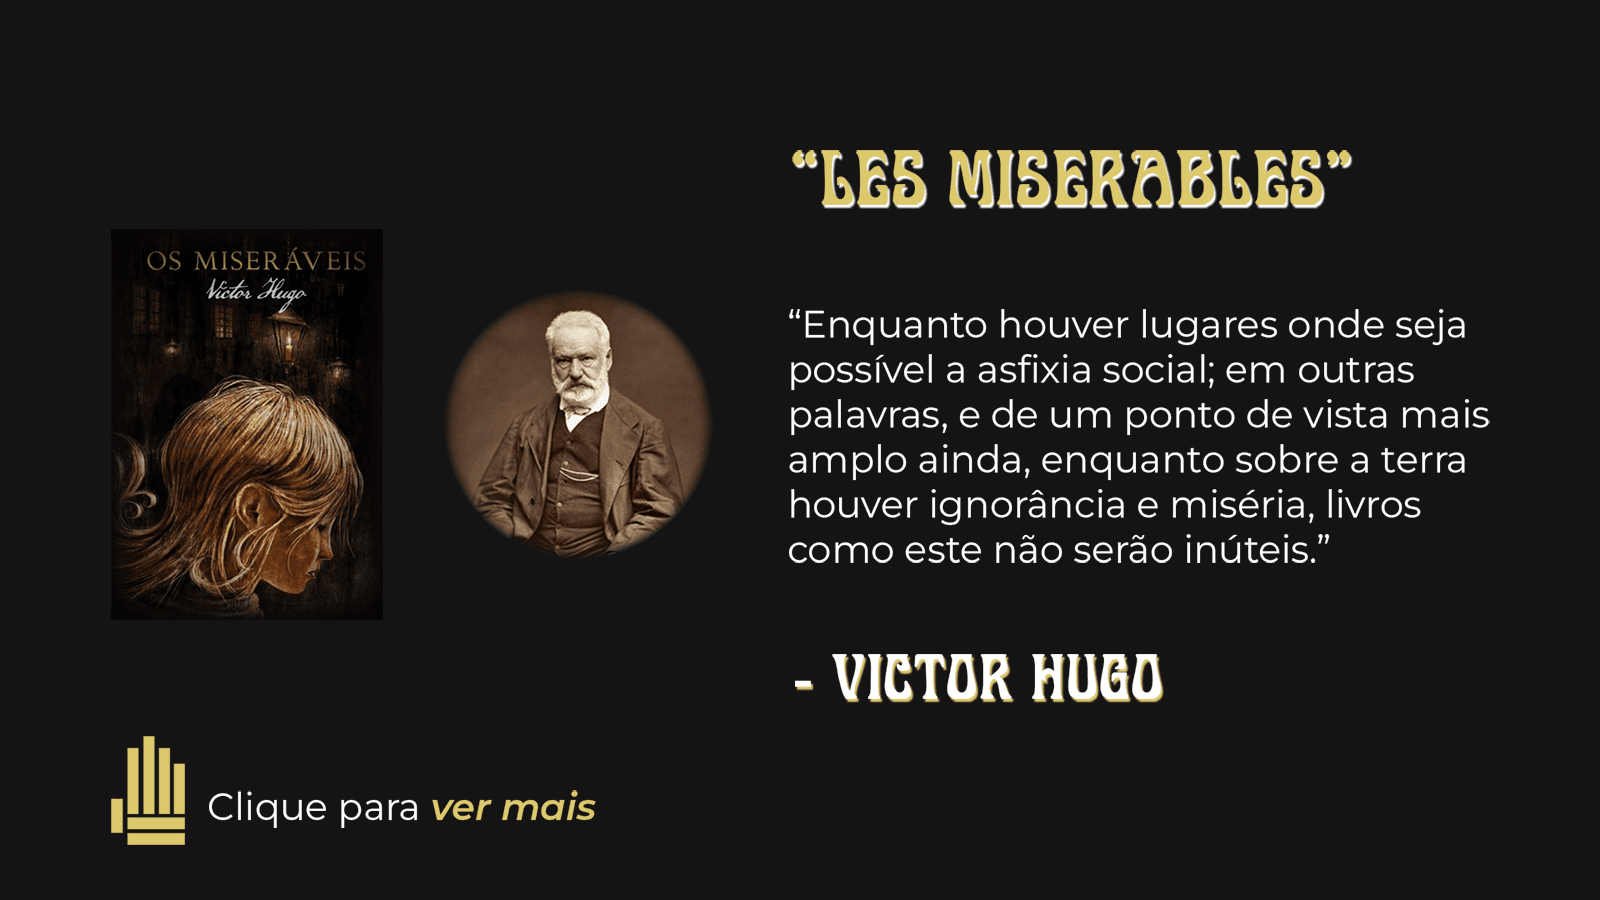 “LES MISERABLES”
OS MISERÁVEIS
Victor Hugo
“Enquanto houver lugares onde seja
possível a asfixia social; em outras
palavras, e de um ponto de vista mais
amplo ainda, enquanto sobre a terra
houver ignorância e miséria, livros
como este não serão inúteis.”
- VICTOR HUGO
Clique para ver mais